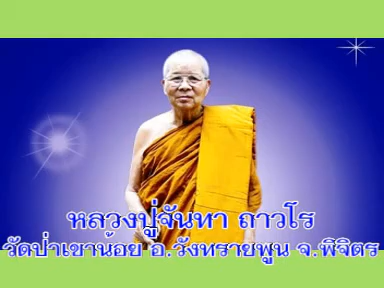 หลวงปู่จันทา ถาวโร
วัดป่าเขาน้อย อ.วังทรายพูน จ.พิจิตร